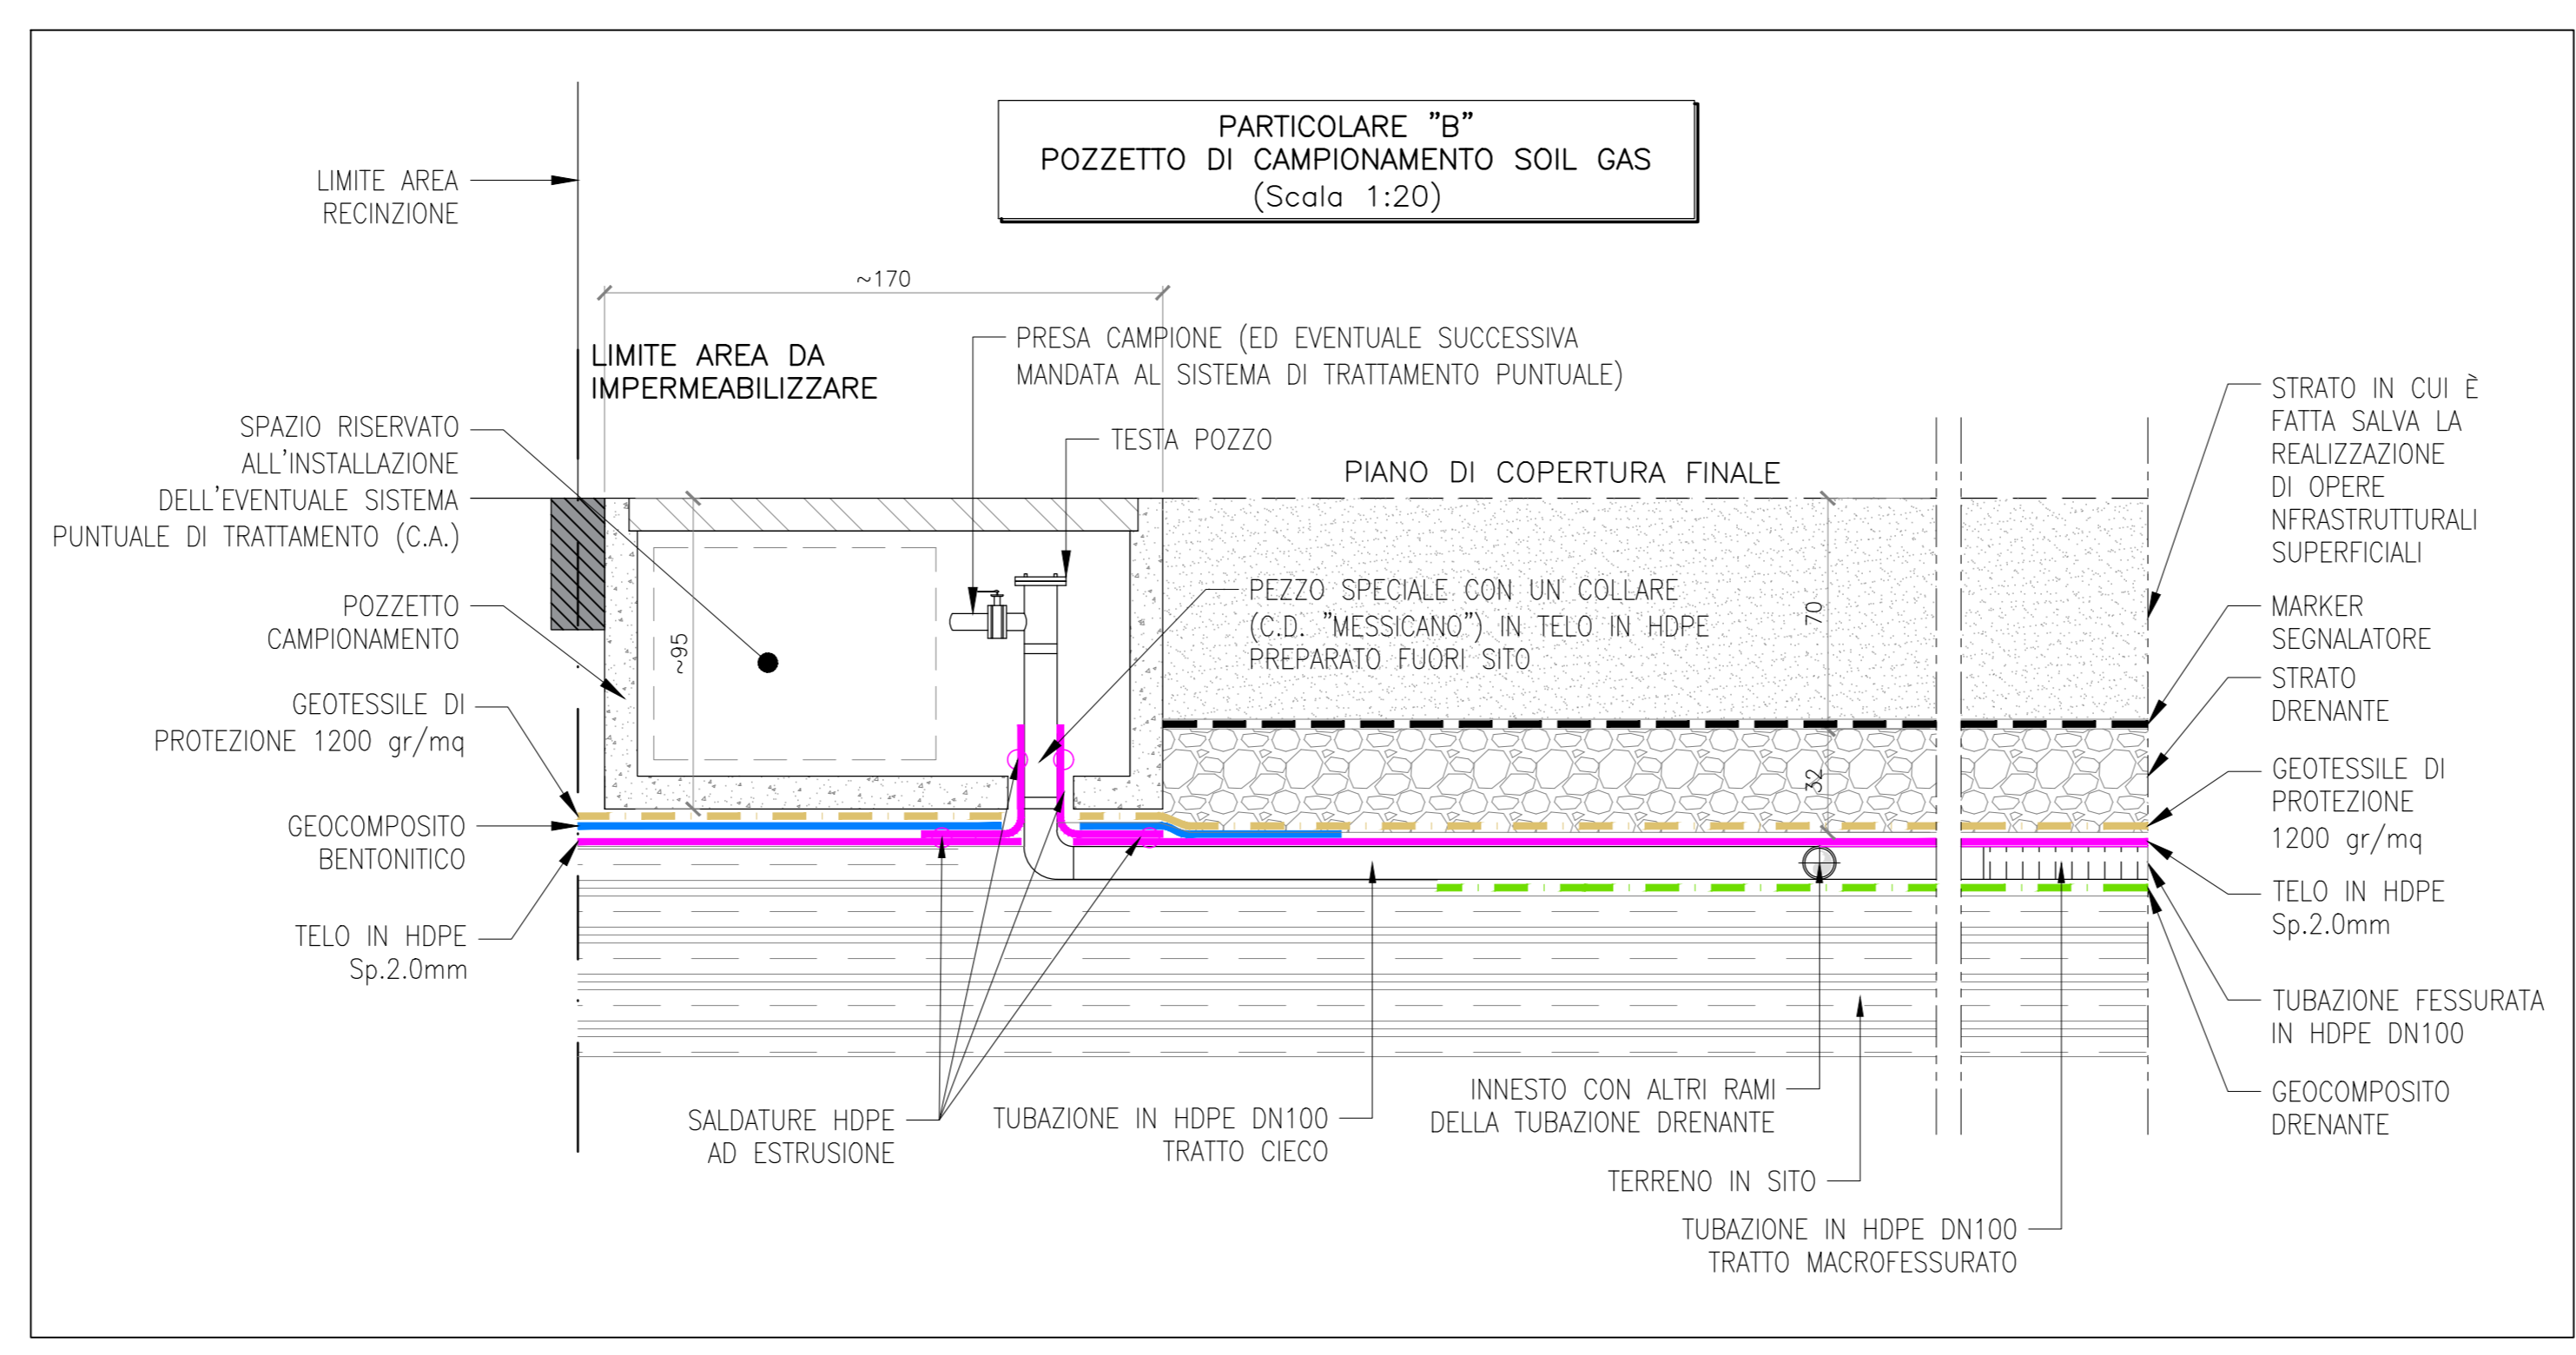 PARTICOLARE "B"
POZZETTO DI CAMPIONAMENTO SOIL GAS
(Scala 1:20)
LIMITE AREA
RECINZIONE
~170
LIMITE AREA DA
IMPERMEABILIZZARE
PRESA CAMPIONE (ED EVENTUALE SUCCESSIVA
MANDATA AL SISTEMA DI TRATTAMENTO PUNTUALE)
TESTA POZZO
PIANO DI COPERTURA FINALE
SPAZIO RISERVATO
ALL'INSTALLAZIONE
DELL'EVENTUALE SISTEMA
PUNTUALE DI TRATTAMENTO (C.A.)
POZZETTO
CAMPIONAMENTO
GEOTESSILE DI
PROTEZIONE 1200 gr/mq
GEOCOMPOSITO
BENTONITICO
TELO IN HDPE
Sp.2.0mm
~95
PEZZO SPECIALE CON UN COLLARE
(C.D. "MESSICANO") IN TELO IN HDPE
PREPARATO FUORI SITO
70
32
STRATO IN CUI È
FATTA SALVA LA
REALIZZAZIONE
DI OPERE
NFRASTRUTTURALI
SUPERFICIALI
MARKER
SEGNALATORE
STRATO
DRENANTE
GEOTESSILE DI
PROTEZIONE
1200 gr/mq
TELO IN HDPE
Sp.2.0mm
TUBAZIONE FESSURATA
IN HDPE DN100
GEOCOMPOSITO
DRENANTE
SALDATURE HDPE
AD ESTRUSIONE
TUBAZIONE IN HDPE DN100
TRATTO CIECO
INNESTO CON ALTRI RAMI
DELLA TUBAZIONE DRENANTE
TERRENO IN SITO
TUBAZIONE IN HDPE DN100
TRATTO MACROFESSURATO